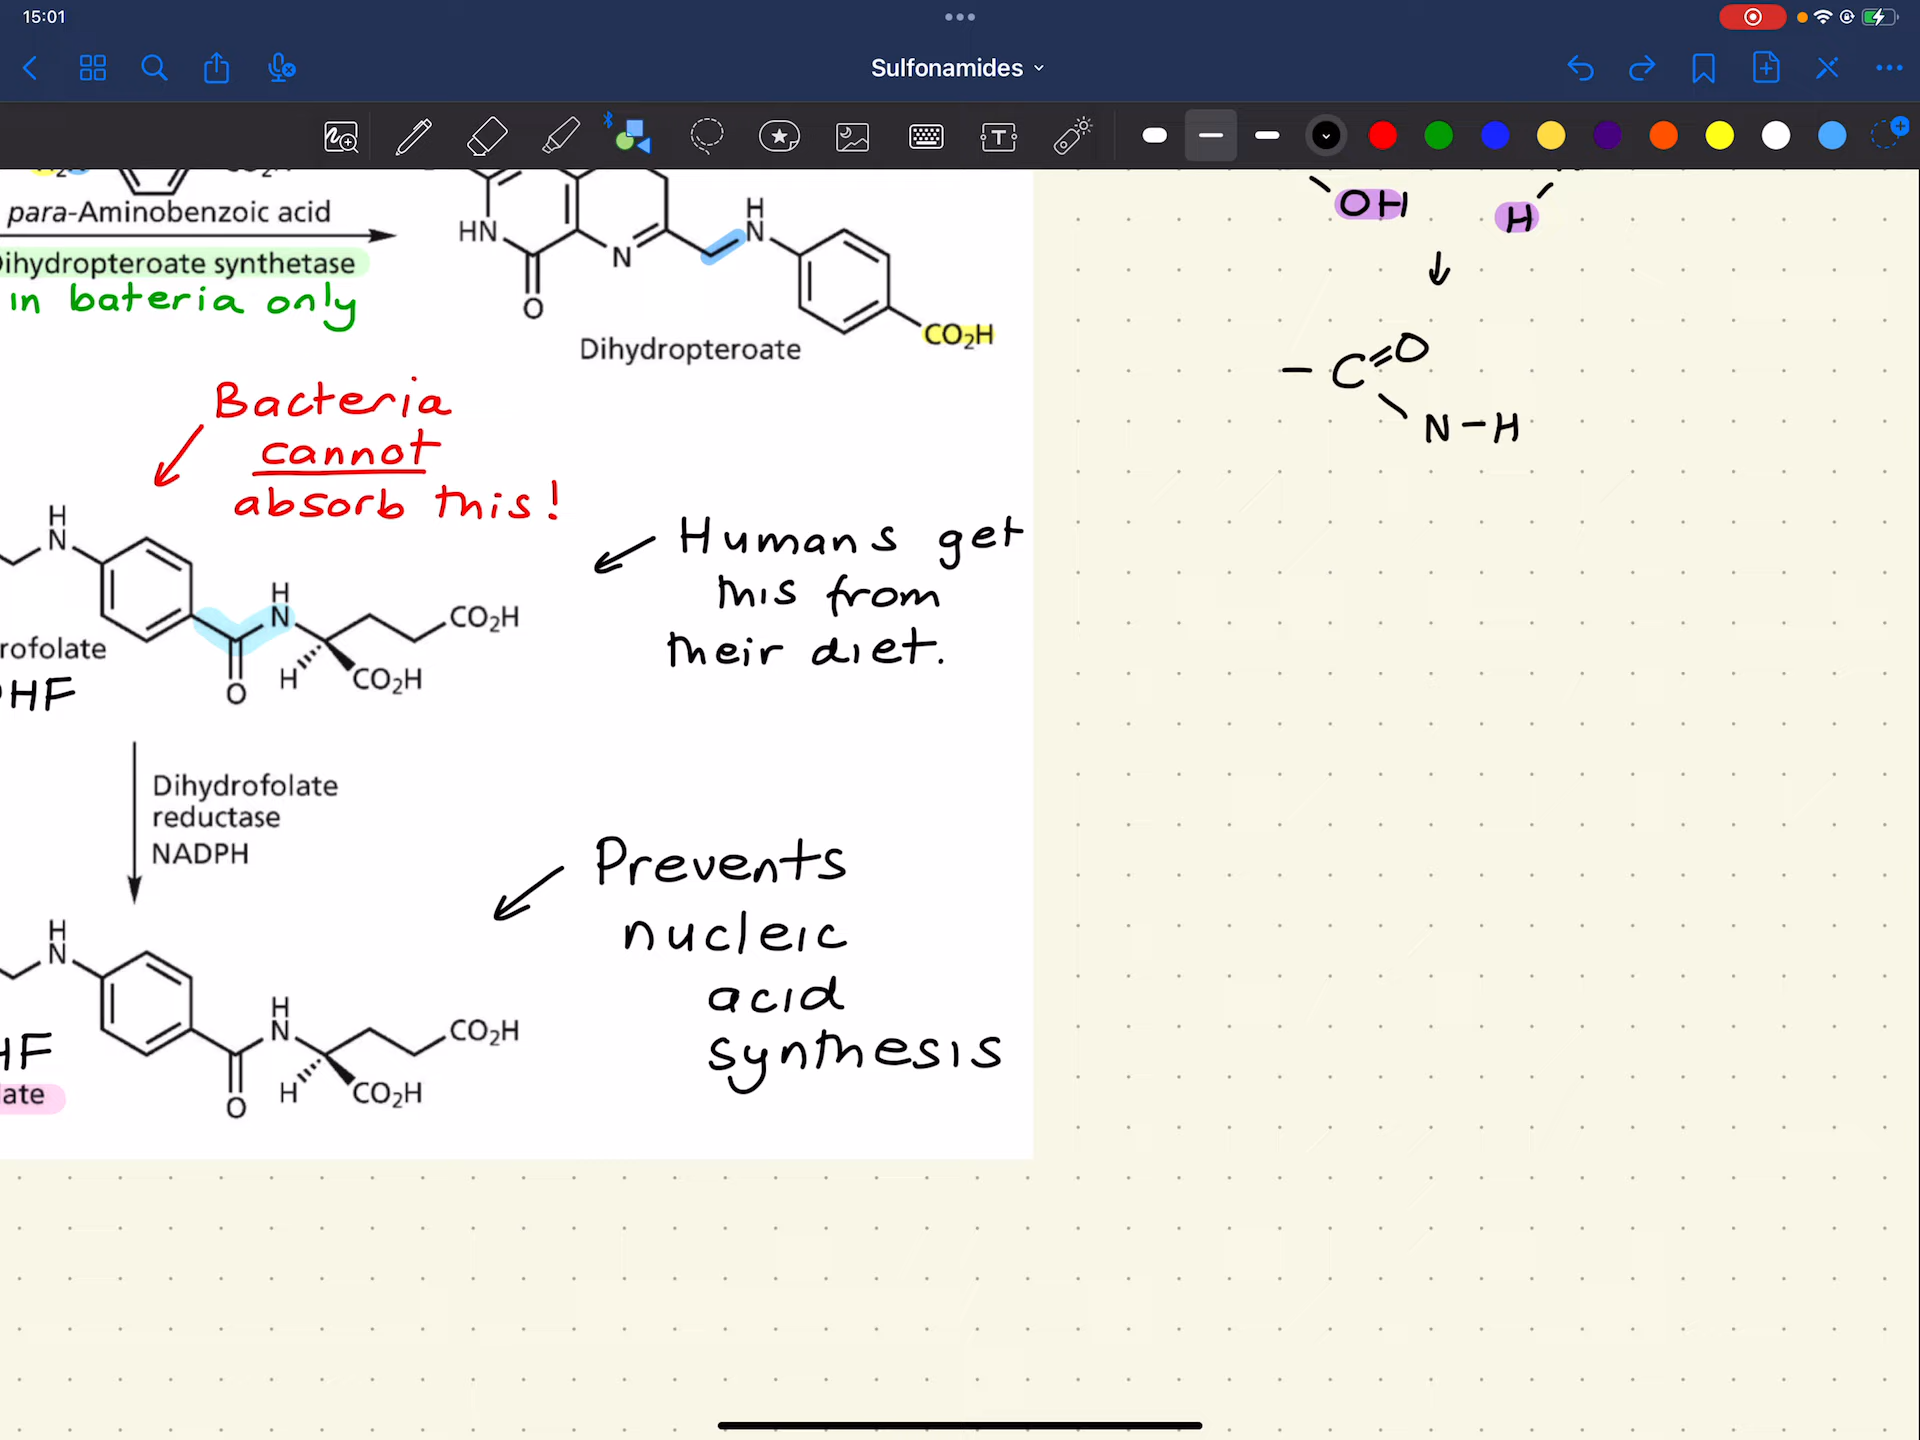 15:01
Sulfonamides
CO₂H
para-Aminobenzoic acid
ihydropteroate synthetase
in bateria only
HN
N
H
N
O
CO₂H
Dihydropteroate
OH
H
- C = O
N - H
Bacteria
cannot
absorb this!
Humans get
this from
their diet.
H
N
H
N
O
H
CO₂H
CO₂H
rofolate
HF
Dihydrofolate
reductase
NADPH
Prevents
nucleic
acid
synthesis
H
N
H
N
O
H
CO₂H
CO₂H
HF
ate